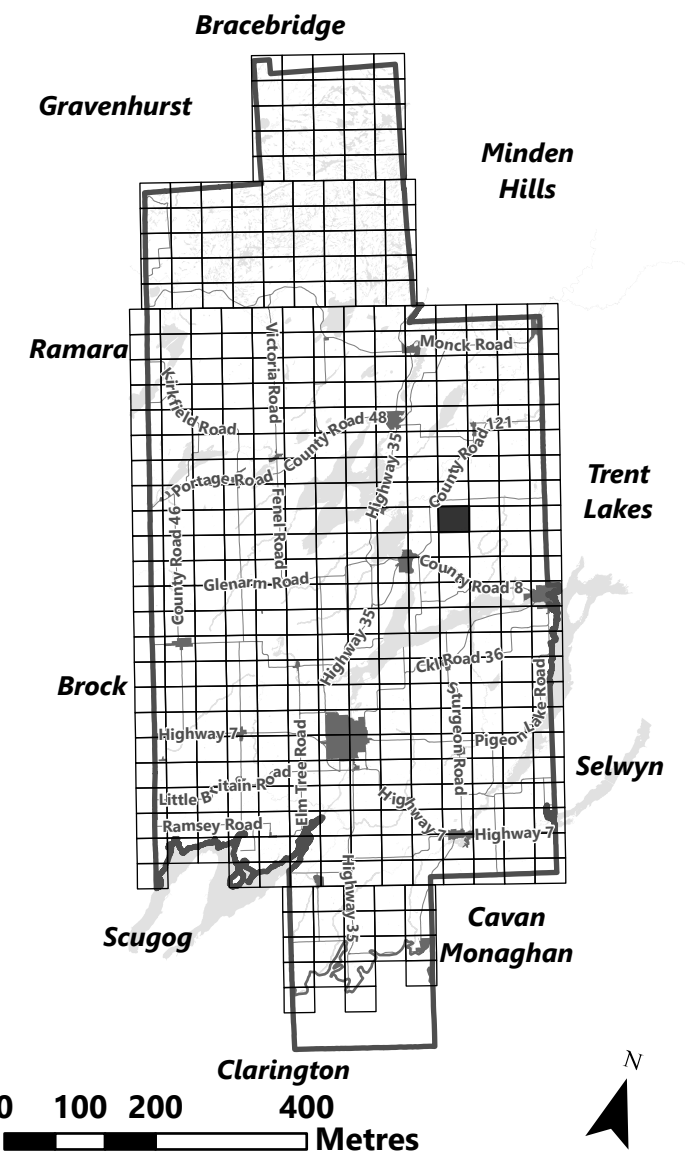 Bracebridge
Gravenhurst
Minden
Hills
Ramara
Monck Road
Victoria Road
Kirkfield Road
County Road 48
County Road 121
Highway 35
Portage Road
Trent
Lakes
Fenel Road
County Road 46
County Road 8
Glenarm Road
Highway 35
Ckl Road 36
Brock
Sturgeon Road
Pigeon Lake Road
Highway 7
Elm Tree Road
Selwyn
Little Britain Road
Highway 7
Ramsey Road
Highway 7
Highway 35
Scugog
Cavan
Monaghan
Clarington
N
0 100 200 400
Metres